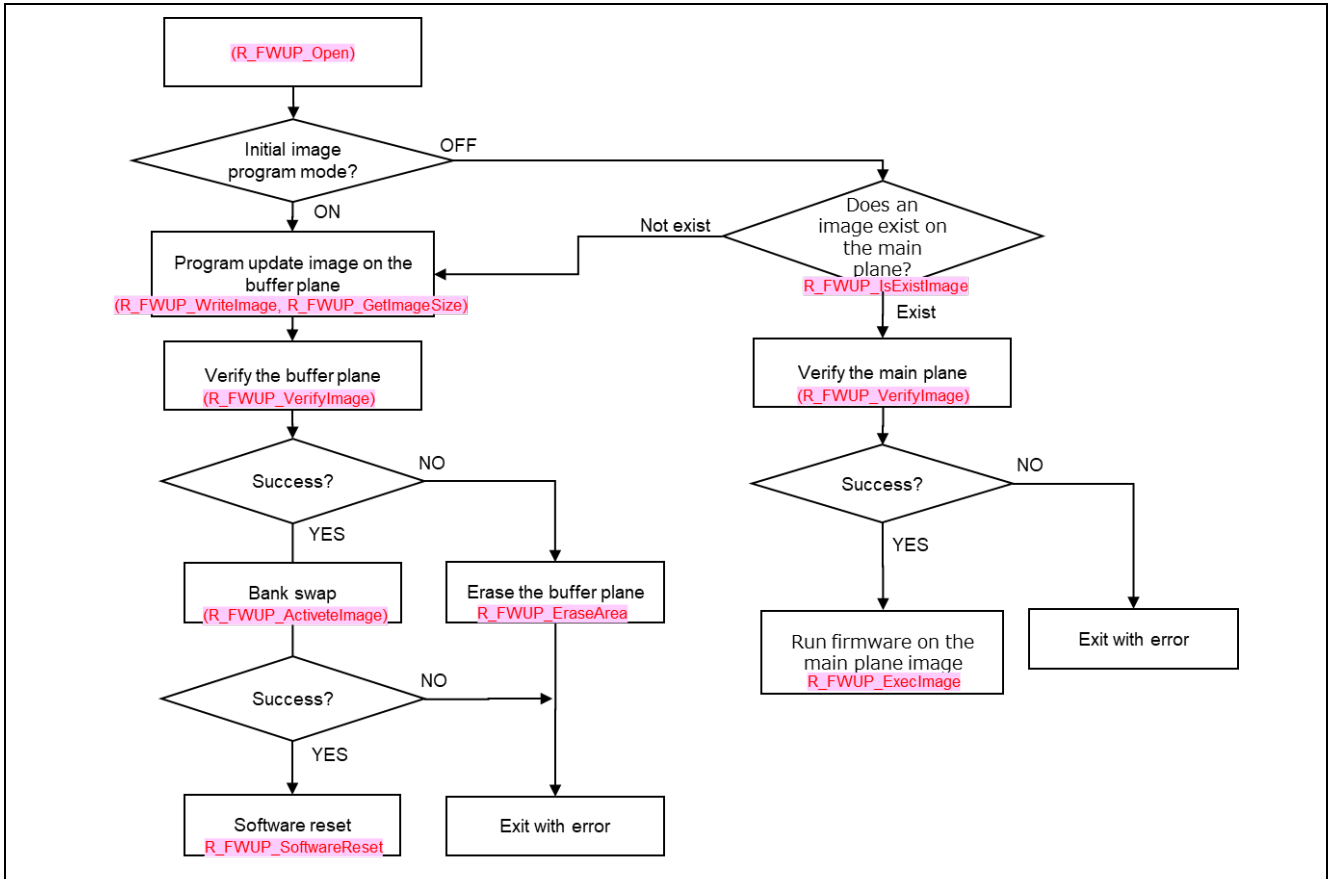 (R_FWUP_Open)
Initial image
program mode?
OFF
ON
Does an
image exist on
the main
plane?
R_FWUP_IsExistImage
Not exist
Exist
Program update image on the
buffer plane
(R_FWUP_WriteImage, R_FWUP_GetImageSize)
Verify the buffer plane
(R_FWUP_VerifyImage)
Verify the main plane
(R_FWUP_VerifyImage)
Success?
NO
YES
Success?
NO
YES
Bank swap
(R_FWUP_ActiveteImage)
Erase the buffer plane
R_FWUP_EraseArea
Run firmware on the
main plane image
R_FWUP_ExecImage
Exit with error
Success?
NO
YES
Software reset
R_FWUP_SoftwareReset
Exit with error